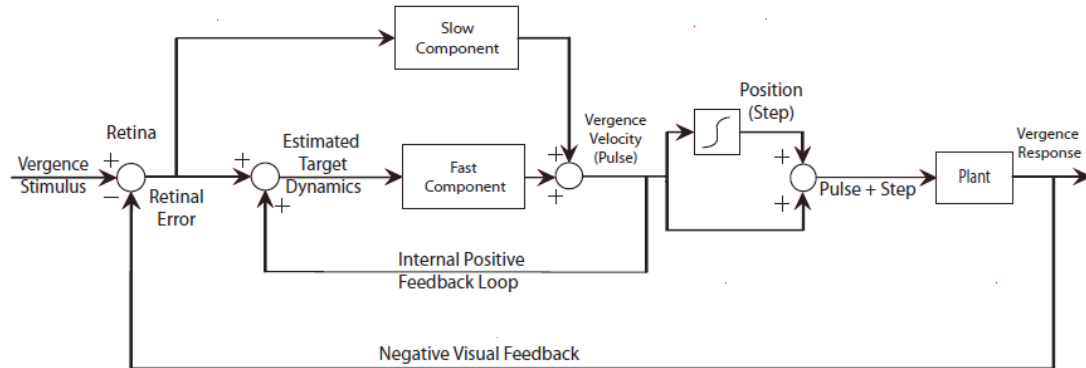 Slow
Component
Position
(Step)
Vergence
Velocity
(Pulse)
Vergence
Response
Retina
Estimated
Target
Dynamics
+
+
+
Vergence
Stimulus
+
Fast
Component
+
Plant
−
Retinal
Error
+
+
+
Pulse + Step
Internal Positive
Feedback Loop
Negative Visual Feedback